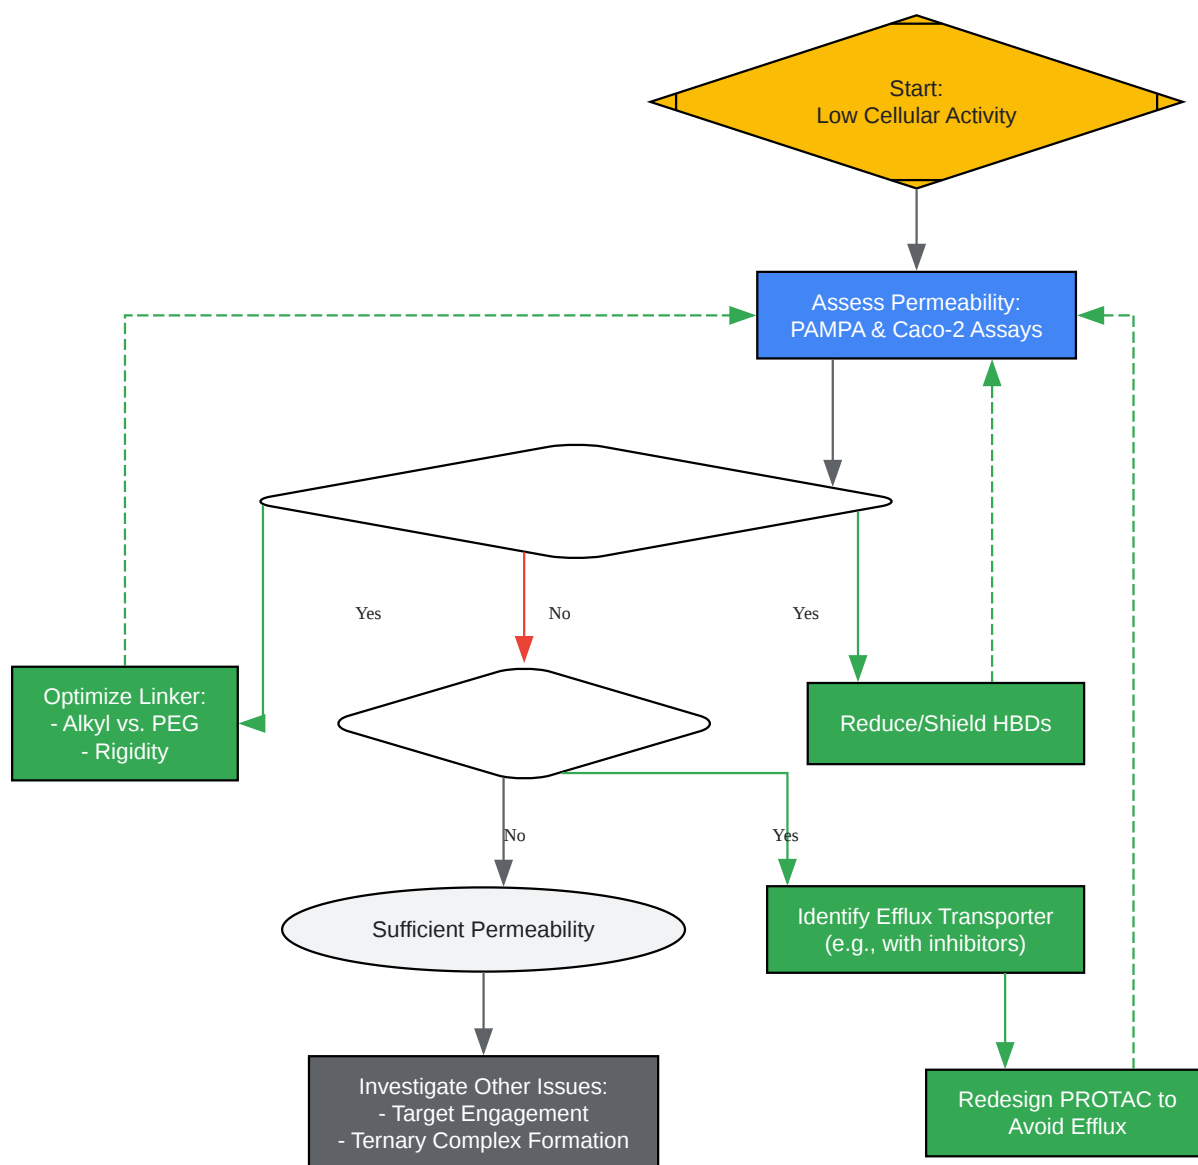 Start:
Low Cellular Activity
Assess Permeability:
PAMPA & Caco-2 Assays
Yes
No
Yes
Optimize Linker:
- Alkyl vs. PEG
- Rigidity
Reduce/Shield HBDs
No
Yes
Sufficient Permeability
Identify Efflux Transporter
(e.g., with inhibitors)
Investigate Other Issues:
- Target Engagement
- Ternary Complex Formation
Redesign PROTAC to
Avoid Efflux